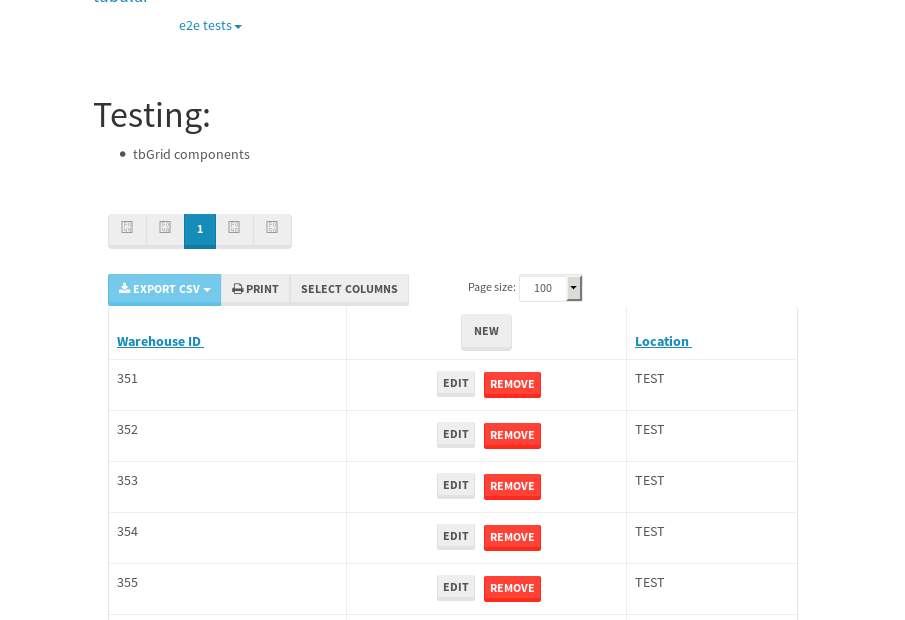 tabular
e2e tests
Testing:
tbGrid components
1
EXPORT CSV PRINT SELECT COLUMNS Page size: 100
Warehouse ID NEW Location
351 EDIT REMOVE TEST
352 EDIT REMOVE TEST
353 EDIT REMOVE TEST
354 EDIT REMOVE TEST
355 EDIT REMOVE TEST